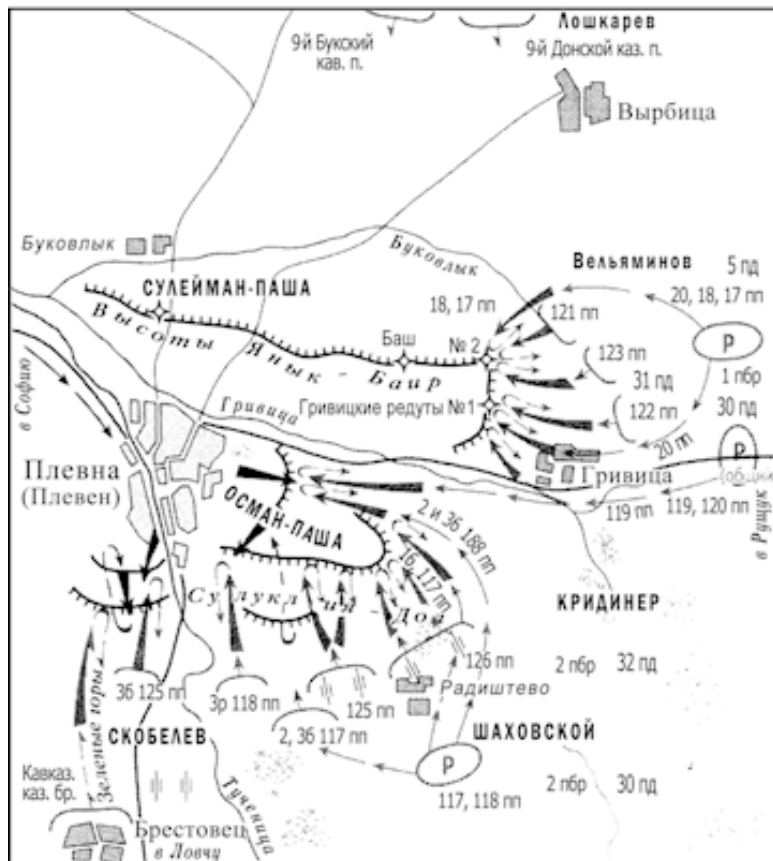 Лошкарев
9-й Букский
кав. п.
9-й Донской каз. п.
Вырбица
Буковлык
Буковлык
СУЛЕЙМАН-ПАША
Вельяминов
5 пд
18, 17 пп
121 пп
20, 18, 17 пп
Высоты Янык-Баир
Баш
№ 2
123 пп
Р
31 пд
1 пбр
в Софию
Гривица
Гривицкие редуты №1
122 пп
30 пд
20 пп
Р
Плевна
(Плевен)
Гривица
(общий)
119 пп
119, 120 пп
в Рущук
ОСМАН-ПАША
2 и 3б 188 пп
16, 117 пп
КРИДИНЕР
126 пп
2 пбр
32 пд
Радиштево
3б 125 пп
3р 118 пп
125 пп
Зеленые горы
СКОБЕЛЕВ
2, 3б 117 пп
ШАХОВСКОЙ
Р
Кавказ.
каз. бр.
117, 118 пп
2 пбр
30 пд
Тученица
Брестовец
в Ловчу